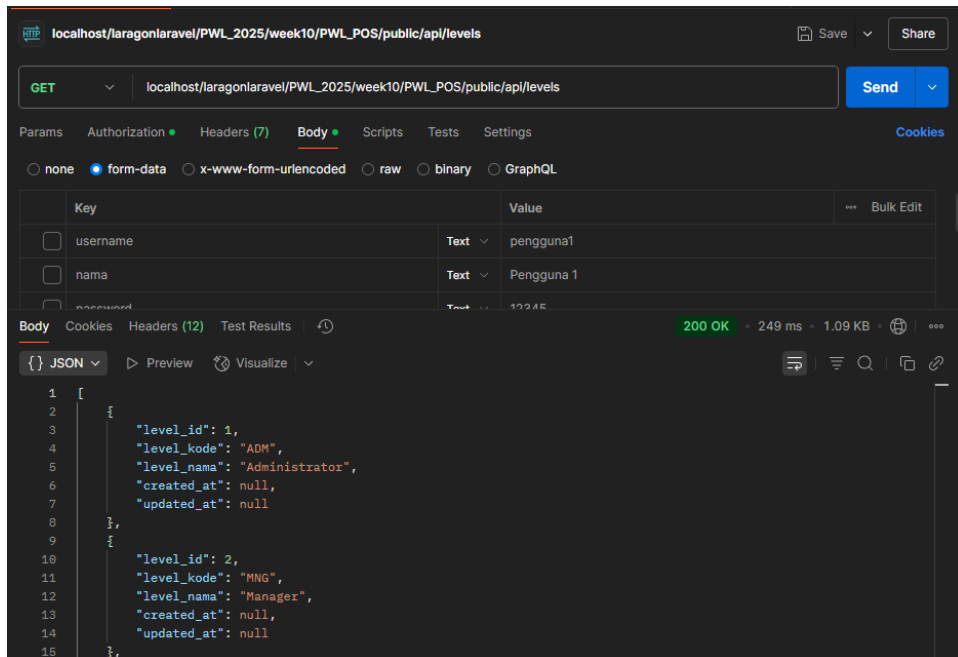 HTTP localhost/laragonlaravel/PWL_2025/week10/PWL_POS/public/api/levels Save Share
GET localhost/laragonlaravel/PWL_2025/week10/PWL_POS/public/api/levels Send
Params Authorization Headers (7) Body Scripts Tests Settings Cookies
none form-data x-www-form-urlencoded raw binary GraphQL
Key Value Bulk Edit
username Text pengguna1
nama Text Pengguna 1
password Text 12345
Body Cookies Headers (12) Test Results 200 OK 249 ms 1.09 KB
{} JSON Preview Visualize
1 [
2 {
3 "level_id": 1,
4 "level_kode": "ADM",
5 "level_nama": "Administrator",
6 "created_at": null,
7 "updated_at": null
8 },
9 {
10 "level_id": 2,
11 "level_kode": "MNG",
12 "level_nama": "Manager",
13 "created_at": null,
14 "updated_at": null
15 },